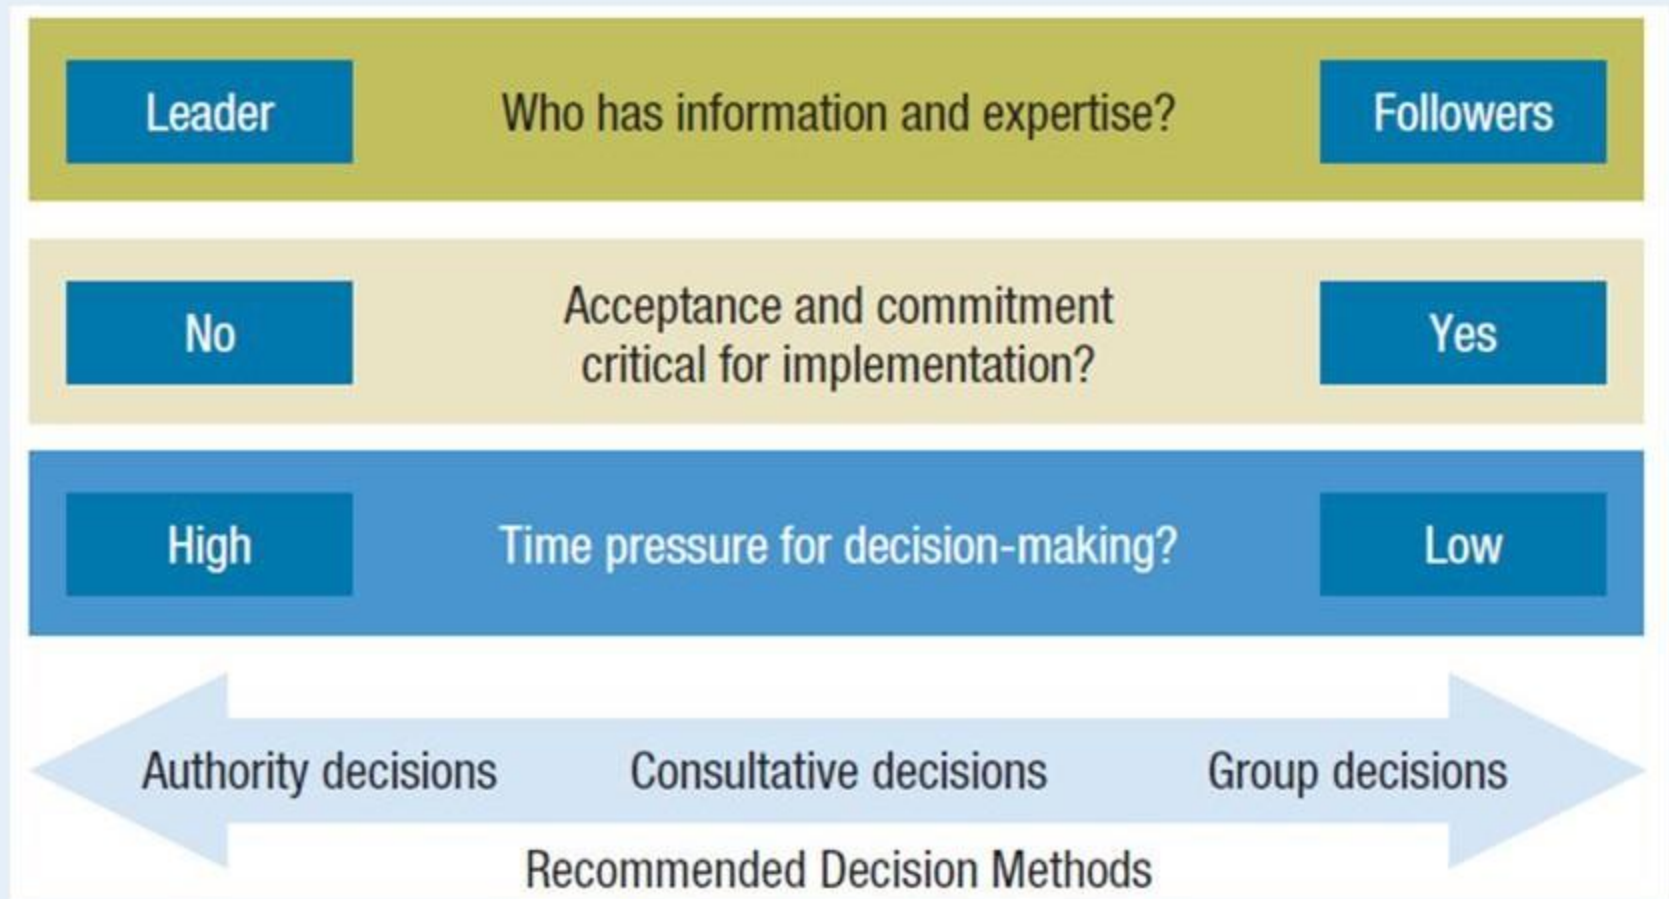 Leader
Who has information and expertise?
Followers
No
Acceptance and commitment
critical for implementation?
Yes
High
Time pressure for decision-making?
Low
Authority decisions
Consultative decisions
Group decisions
Recommended Decision Methods